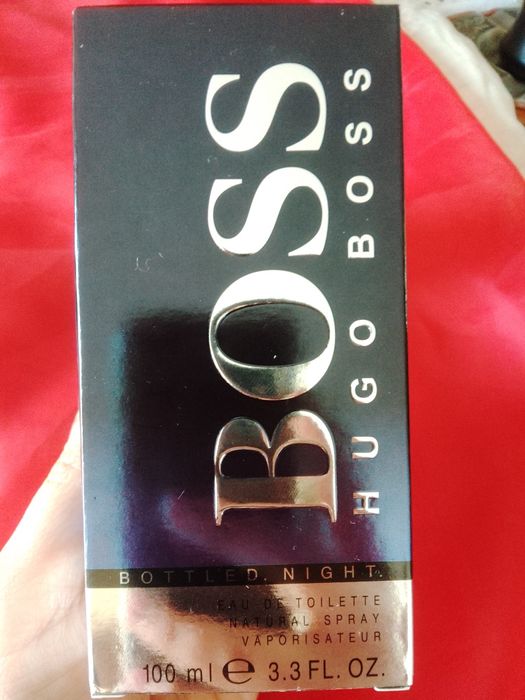 BOSS
HUGO BOSS
BOTTLED. NIGHT.
EAU DE TOILETTE
NATURAL SPRAY
VAPORISATEUR
100 ml ℮ 3.3 FL. OZ.